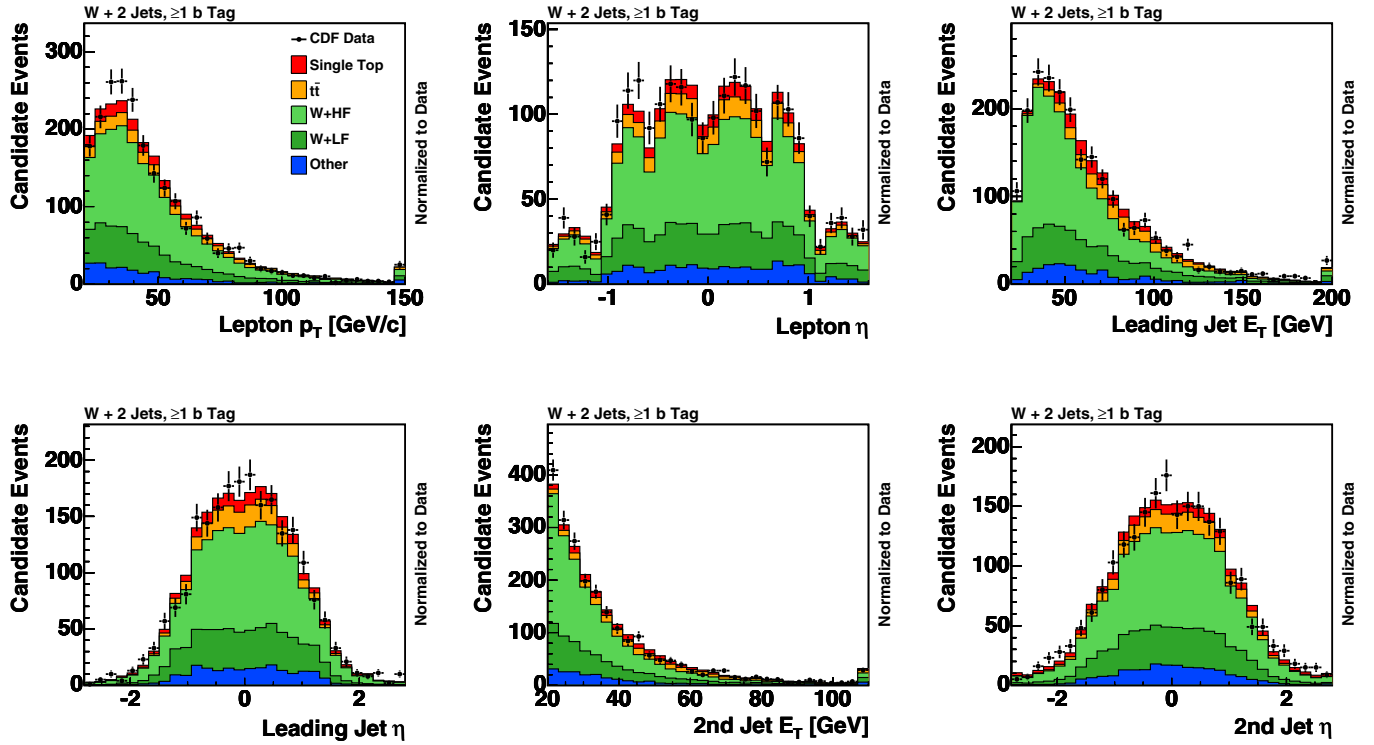 W + 2 Jets, ≥1 b Tag
Candidate Events
300
200
100
0
50
100
150
Lepton p_T [GeV/c]
Normalized to Data
CDF Data
Single Top
tt̄
W+HF
W+LF
Other
W + 2 Jets, ≥1 b Tag
Candidate Events
150
100
50
0
-1
0
1
Lepton η
Normalized to Data
W + 2 Jets, ≥1 b Tag
Candidate Events
200
100
0
50
100
150
200
Leading Jet E_T [GeV]
Normalized to Data
W + 2 Jets, ≥1 b Tag
Candidate Events
200
150
100
50
0
-2
0
2
Leading Jet η
Normalized to Data
W + 2 Jets, ≥1 b Tag
Candidate Events
400
300
200
100
0
20
40
60
80
100
2nd Jet E_T [GeV]
Normalized to Data
W + 2 Jets, ≥1 b Tag
Candidate Events
200
150
100
50
0
-2
0
2
2nd Jet η
Normalized to Data